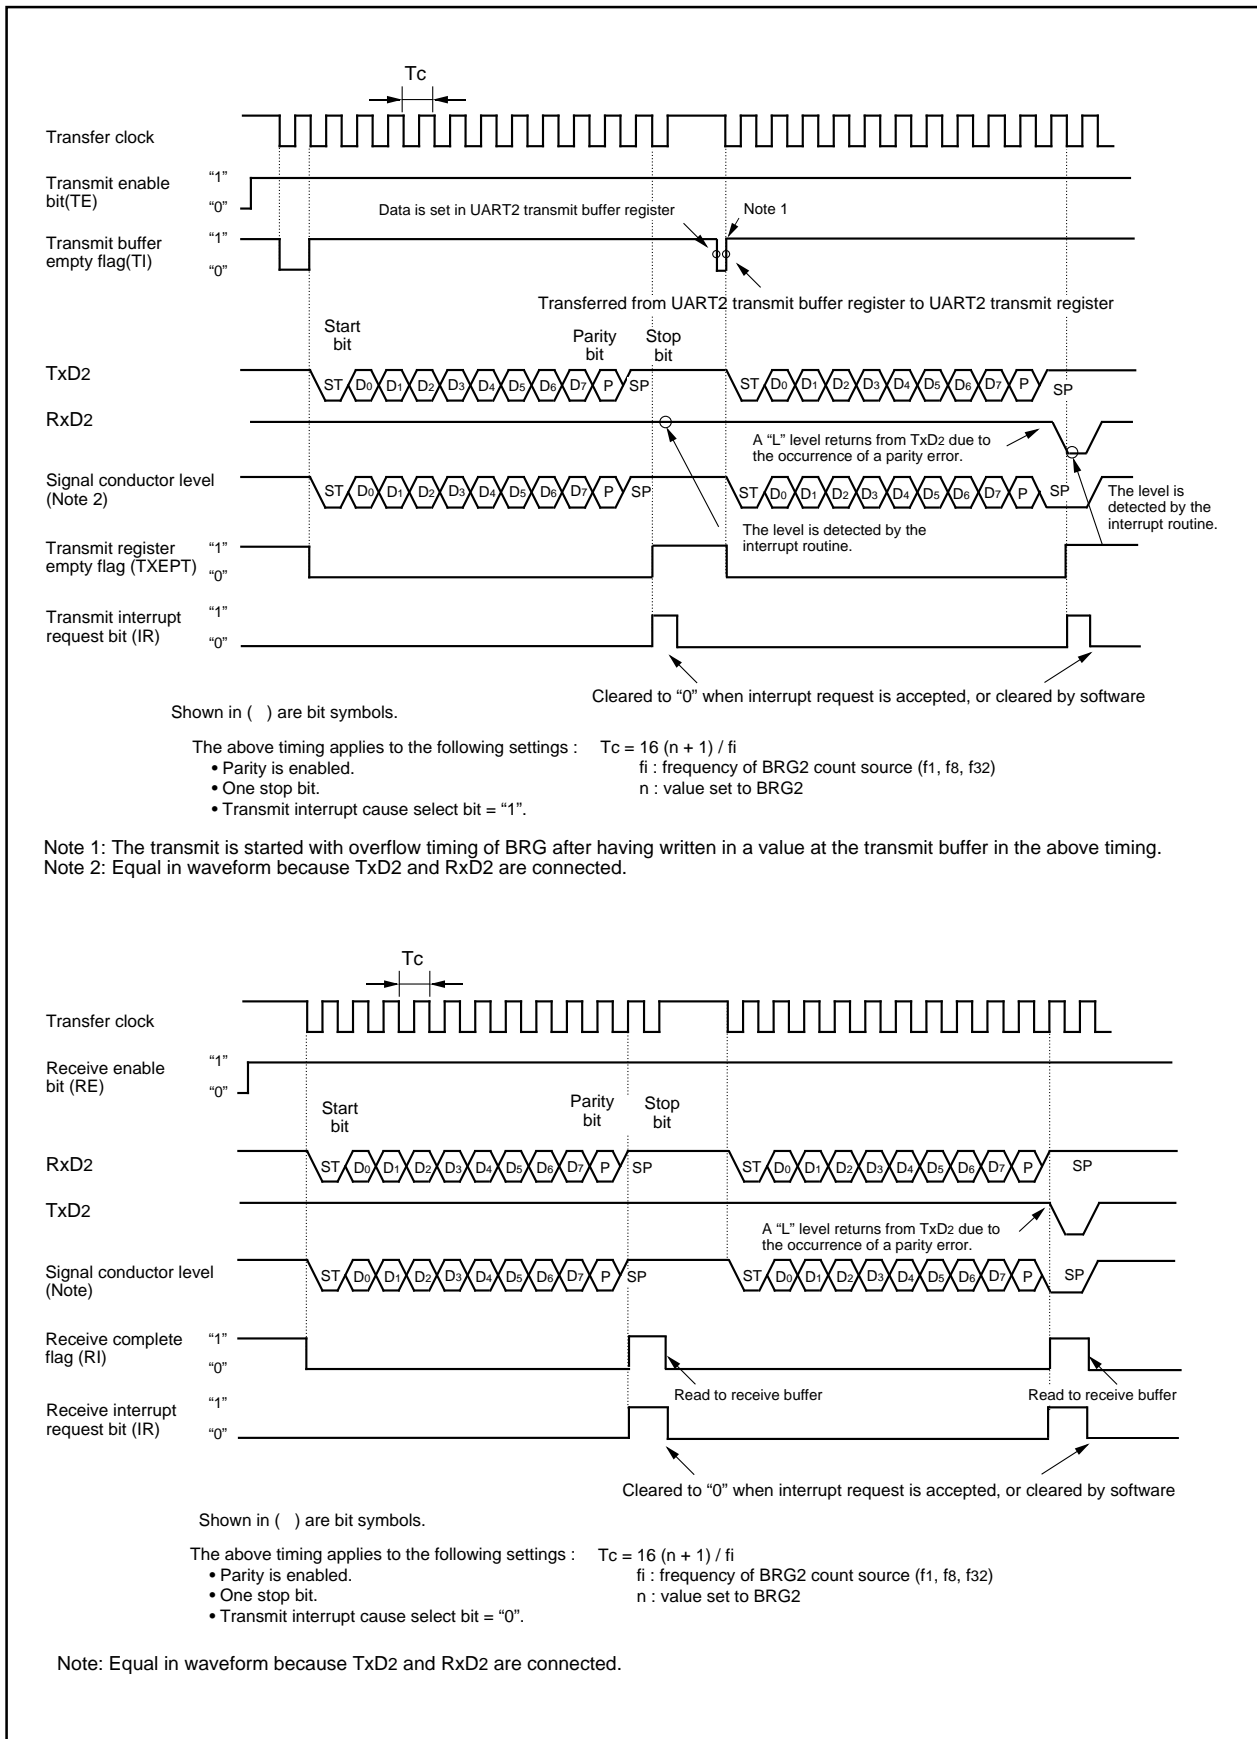 Tc
Transfer clock
Transmit enable
bit(TE)
“1”
“0”
Data is set in UART2 transmit buffer register
Note 1
Transmit buffer
empty flag(TI)
“1”
“0”
Transferred from UART2 transmit buffer register to UART2 transmit register
Start
bit
Parity
bit
Stop
bit
TxD2
ST D0 D1 D2 D3 D4 D5 D6 D7 P SP
ST D0 D1 D2 D3 D4 D5 D6 D7 P SP
RxD2
A “L” level returns from TxD2 due to
the occurrence of a parity error.
Signal conductor level
(Note 2)
ST D0 D1 D2 D3 D4 D5 D6 D7 P SP
ST D0 D1 D2 D3 D4 D5 D6 D7 P SP
The level is
detected by the
interrupt routine.
The level is detected by the
interrupt routine.
Transmit register
empty flag (TXEPT)
“1”
“0”
Transmit interrupt
request bit (IR)
“1”
“0”
Cleared to “0” when interrupt request is accepted, or cleared by software
Shown in ( ) are bit symbols.
The above timing applies to the following settings :
• Parity is enabled.
• One stop bit.
• Transmit interrupt cause select bit = “1”.
Tc = 16 (n + 1) / fi
fi : frequency of BRG2 count source (f1, f8, f32)
n : value set to BRG2
Note 1: The transmit is started with overflow timing of BRG after having written in a value at the transmit buffer in the above timing.
Note 2: Equal in waveform because TxD2 and RxD2 are connected.
Tc
Transfer clock
Receive enable
bit (RE)
“1”
“0”
Start
bit
Parity
bit
Stop
bit
RxD2
ST D0 D1 D2 D3 D4 D5 D6 D7 P SP
ST D0 D1 D2 D3 D4 D5 D6 D7 P SP
TxD2
A “L” level returns from TxD2 due to
the occurrence of a parity error.
Signal conductor level
(Note)
ST D0 D1 D2 D3 D4 D5 D6 D7 P SP
ST D0 D1 D2 D3 D4 D5 D6 D7 P SP
Receive complete
flag (RI)
“1”
“0”
Read to receive buffer
Read to receive buffer
Receive interrupt
request bit (IR)
“1”
“0”
Cleared to “0” when interrupt request is accepted, or cleared by software
Shown in ( ) are bit symbols.
The above timing applies to the following settings :
• Parity is enabled.
• One stop bit.
• Transmit interrupt cause select bit = “0”.
Tc = 16 (n + 1) / fi
fi : frequency of BRG2 count source (f1, f8, f32)
n : value set to BRG2
Note: Equal in waveform because TxD2 and RxD2 are connected.